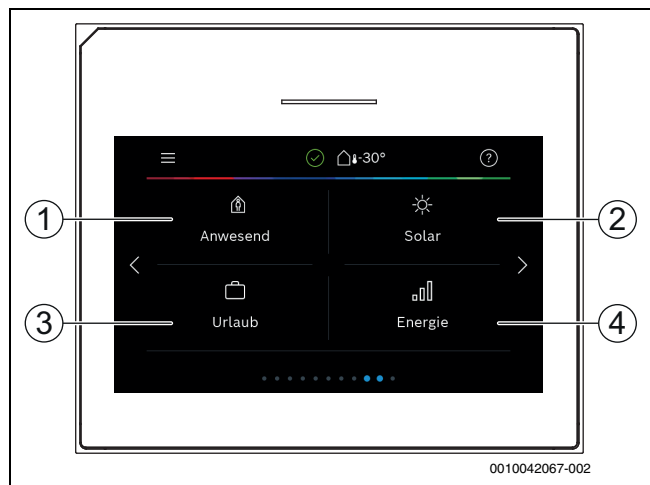 -30°
?
1
Anwesend
Solar
2
3
Urlaub
Energie
4
0010042067-002